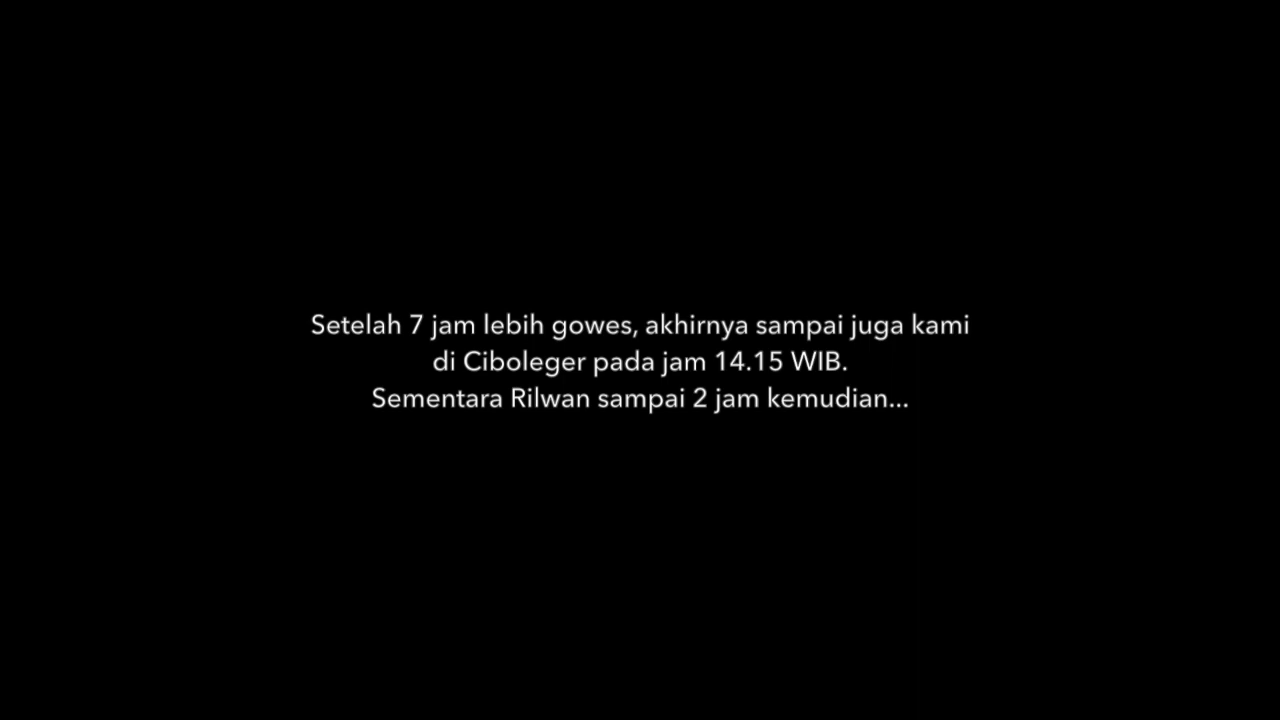 Setelah 7 jam lebih gowes, akhirnya sampai juga kami
di Ciboleger pada jam 14.15 WIB.
Sementara Rilwan sampai 2 jam kemudian...